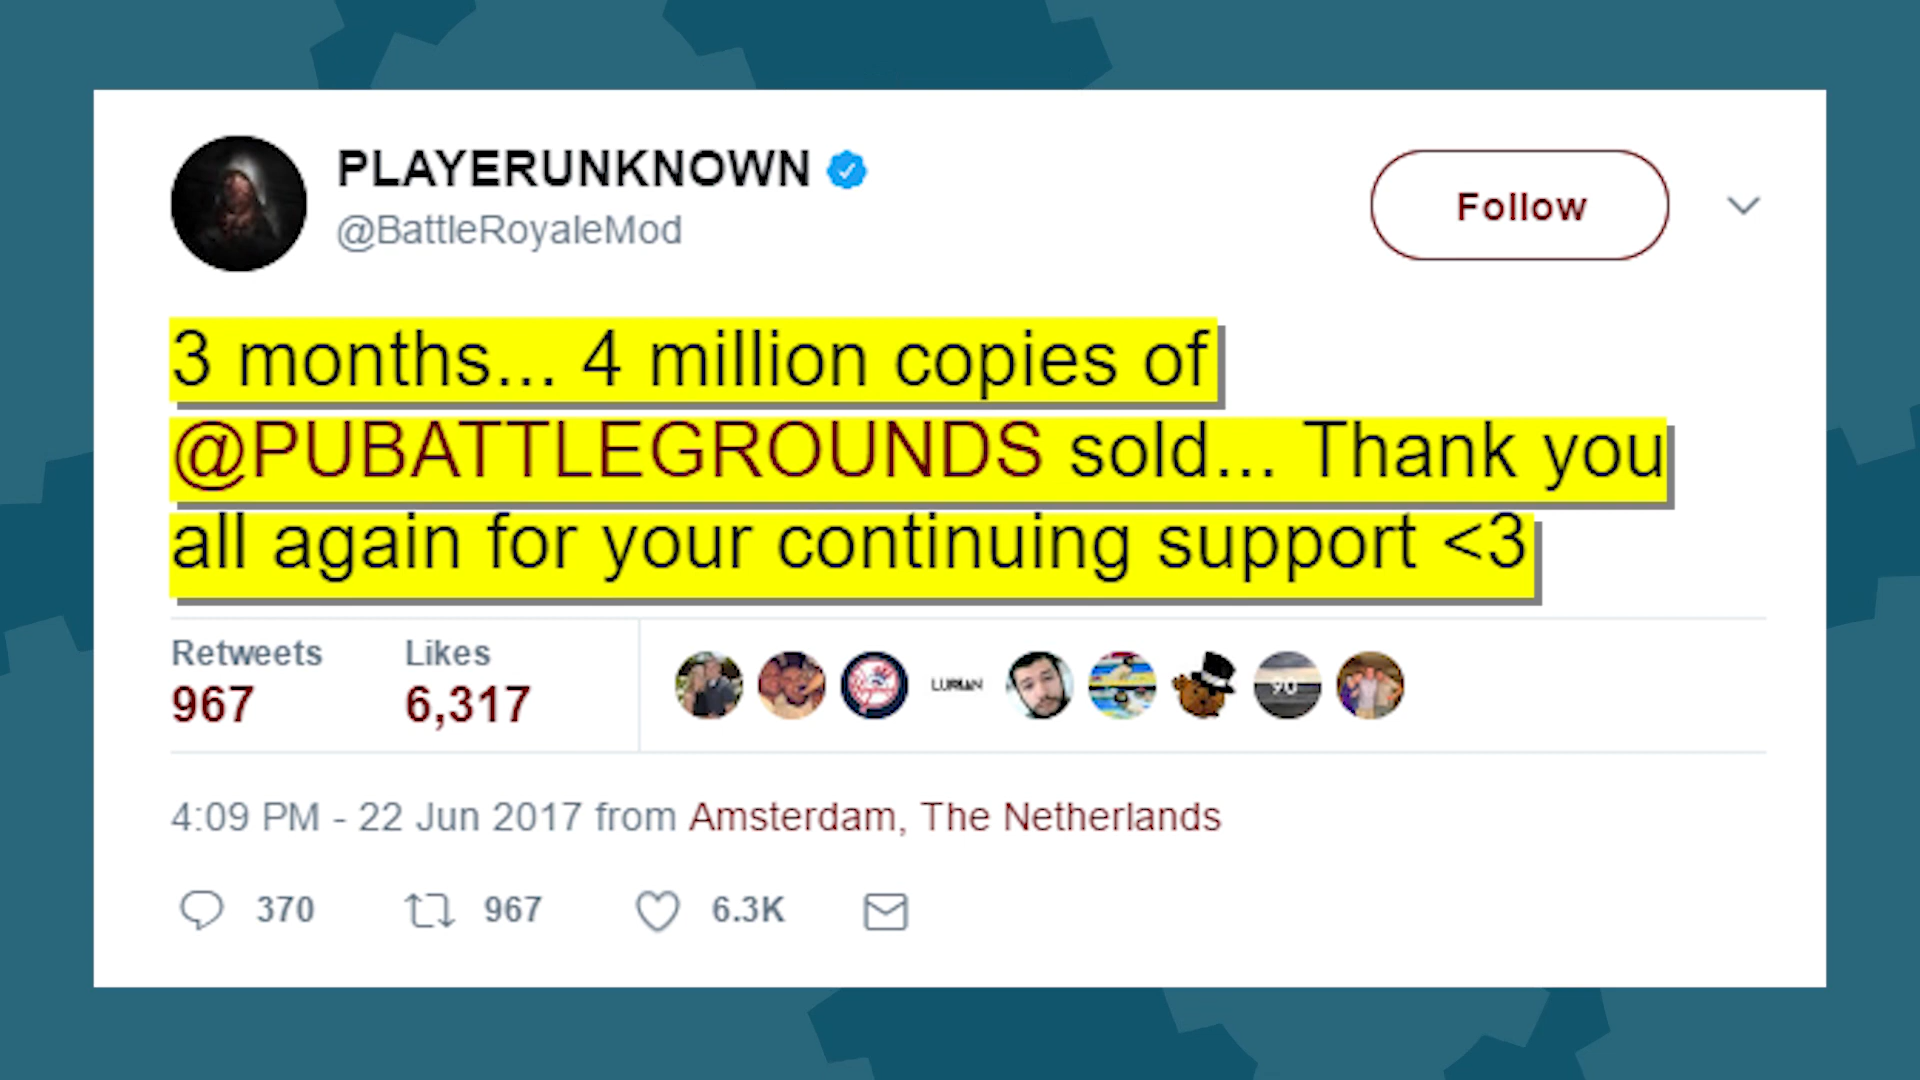 PLAYERUNKNOWN
@BattleRoyaleMod
Follow
3 months... 4 million copies of
@PUBATTLEGROUNDS sold... Thank you
all again for your continuing support <3
Retweets Likes
967 6,317
90
4:09 PM - 22 Jun 2017 from Amsterdam, The Netherlands
370 967 6.3K